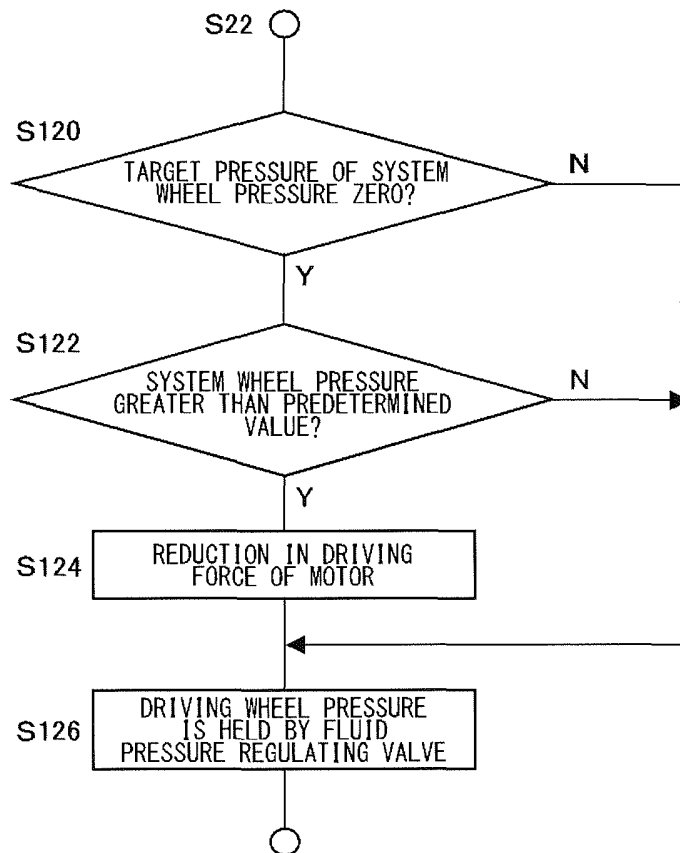 S22
S120
TARGET PRESSURE OF SYSTEM
WHEEL PRESSURE ZERO?
N
Y
S122
SYSTEM WHEEL PRESSURE
GREATER THAN PREDETERMINED
VALUE?
N
Y
S124
REDUCTION IN DRIVING
FORCE OF MOTOR
S126
DRIVING WHEEL PRESSURE
IS HELD BY FLUID
PRESSURE REGULATING VALVE